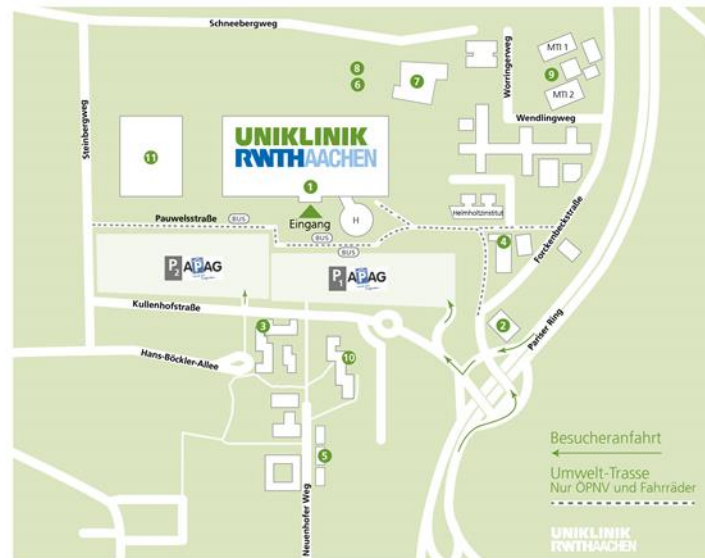 Schneebergweg
Steinbergweg
Worringerweg
MTI 1
9
MTI 2
8
6
7
Wendlingweg
UNIKLINIK
RWTHAACHEN
11
1
Eingang
H
Helmholtzinstitut
Pauwelsstraße
BUS
BUS
BUS
4
Forckenbeckstraße
P2 APAG
P1 APAG
Kullenhofstraße
2
Pariser Ring
3
10
Hans-Böckler-Allee
5
Neuenhofer Weg
Besucheranfahrt
Umwelt-Trasse
Nur ÖPNV und Fahrräder
UNIKLINIK
RWTHAACHEN